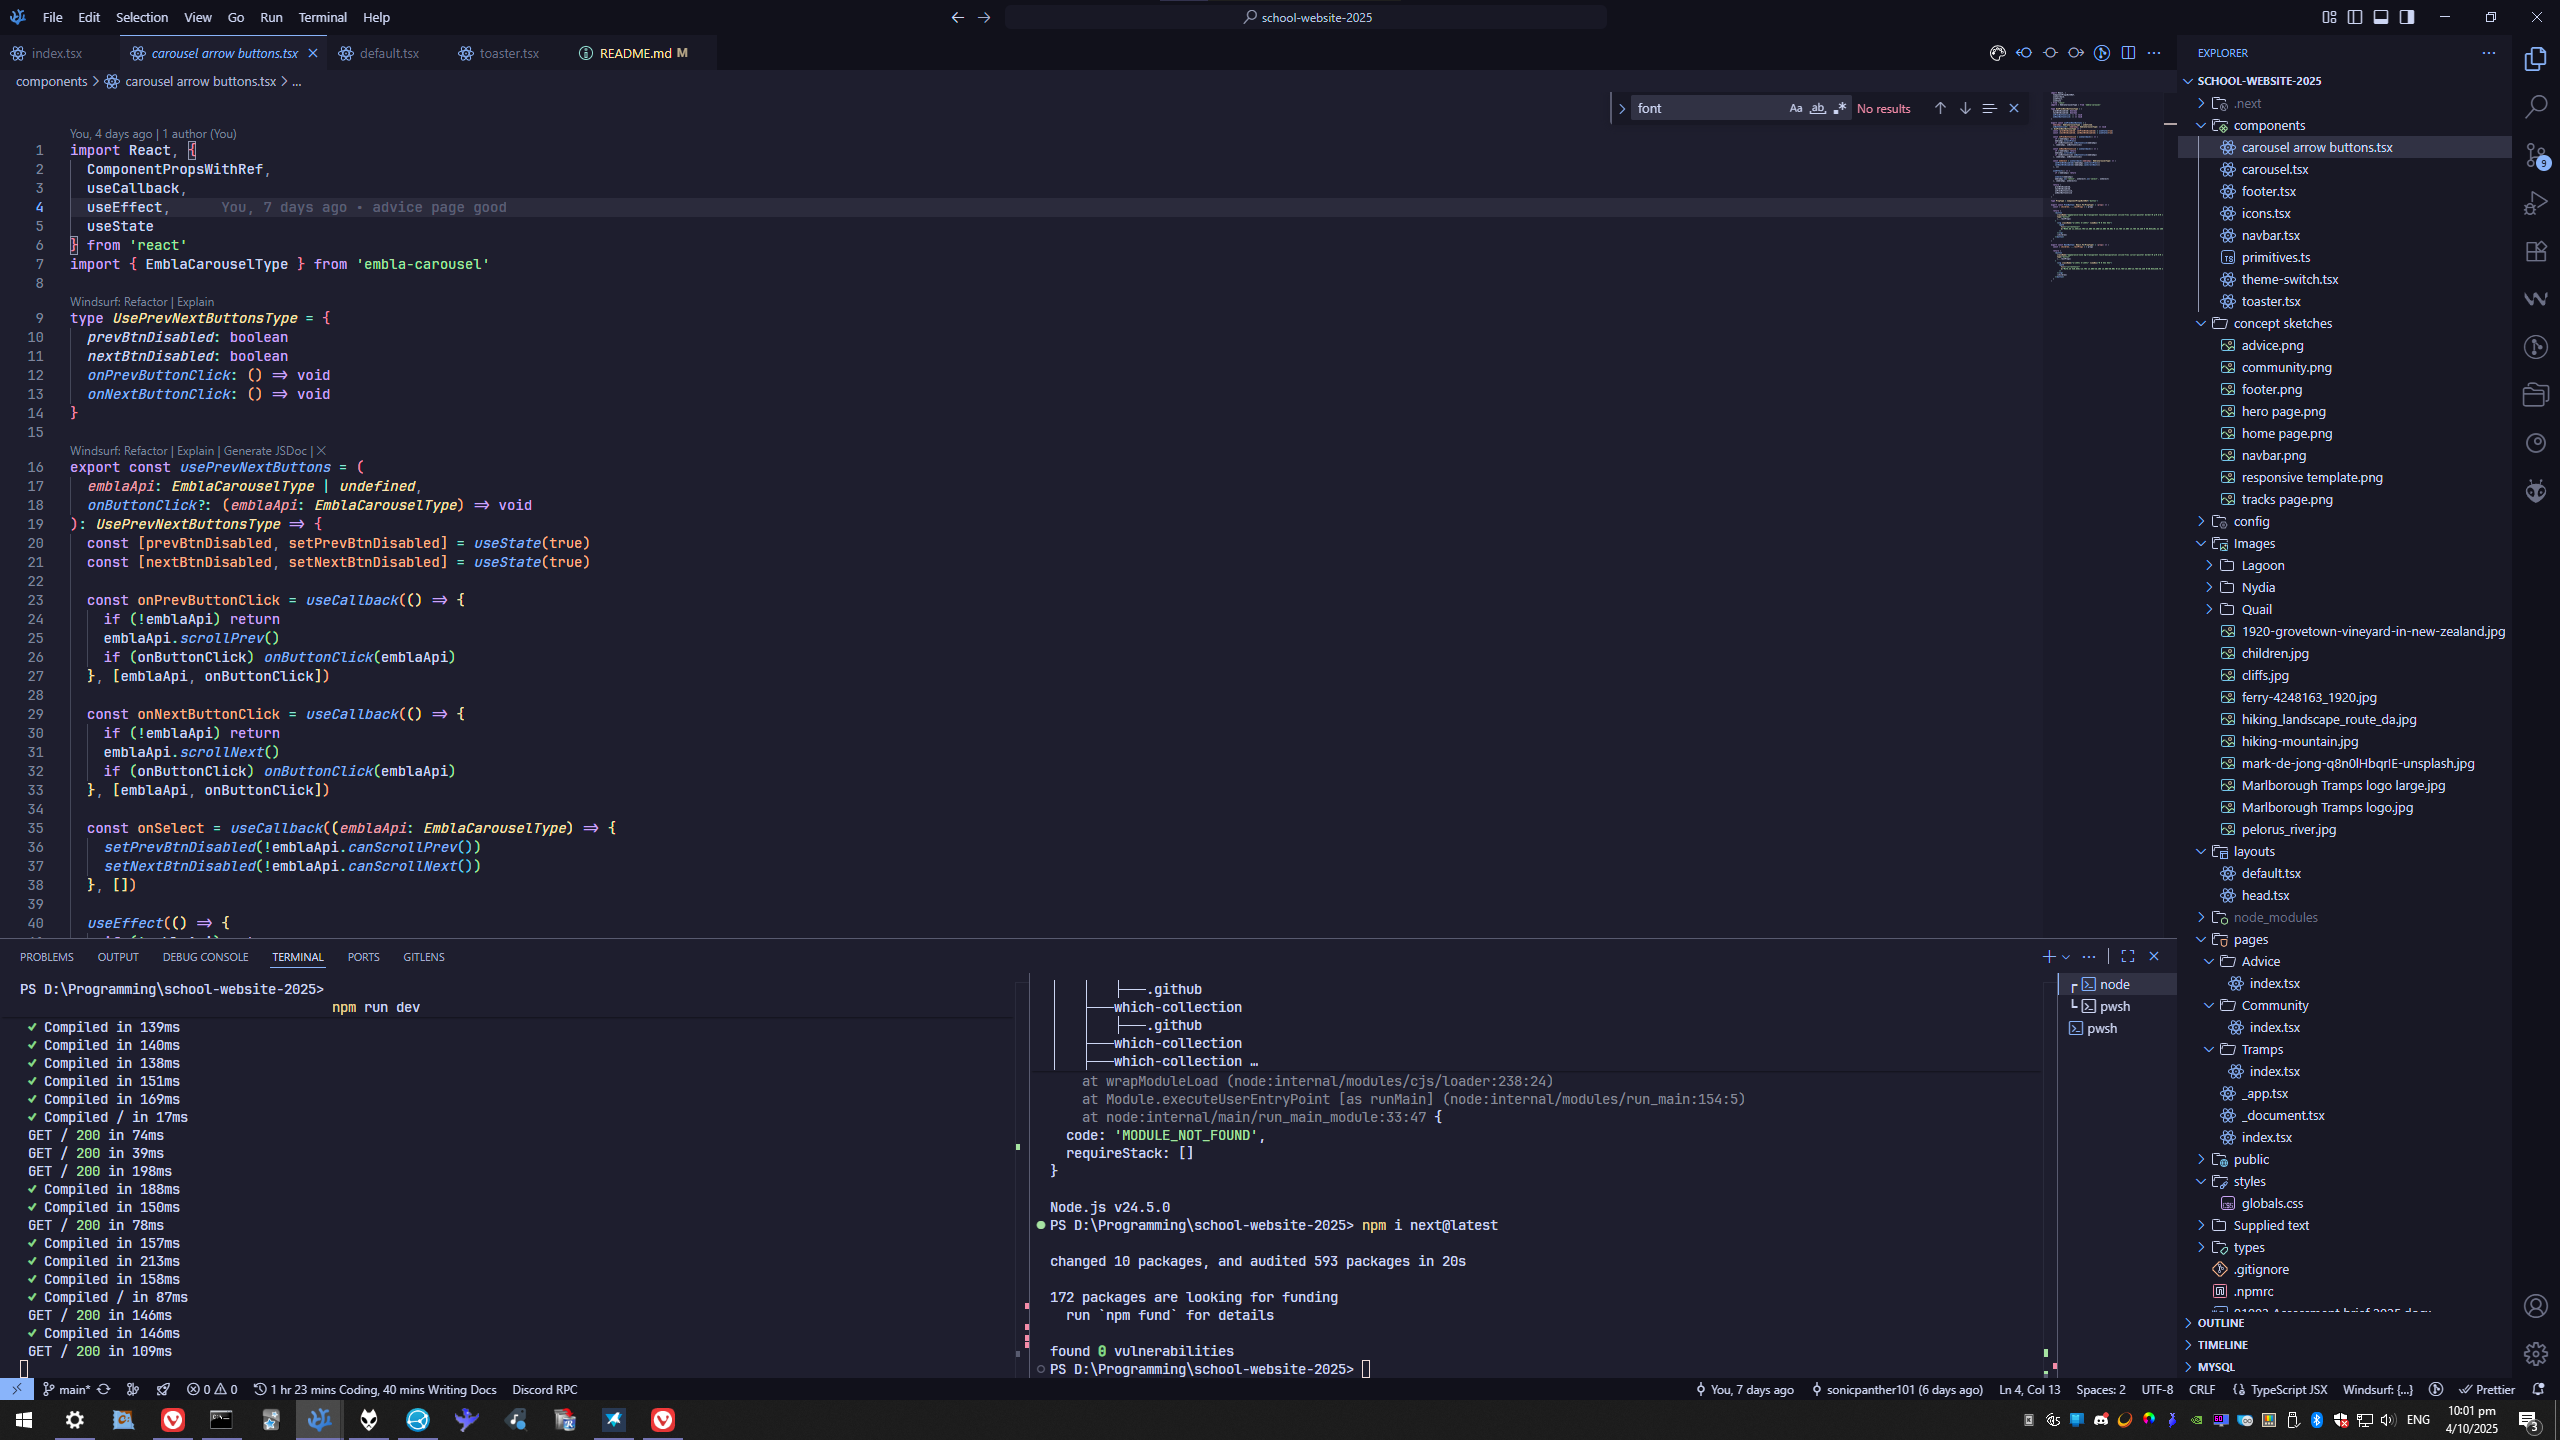 File Edit Selection View Go Run Terminal Help
school-website-2025
index.tsx
carousel arrow buttons.tsx
default.tsx
toaster.tsx
README.md M
components > carousel arrow buttons.tsx > ...
font
Aa
ab
No results
You, 4 days ago | 1 author (You)
1 import React, {
2 ComponentPropsWithRef,
3 useCallback,
4 useEffect, You, 7 days ago • advice page good
5 useState
6 } from 'react'
7 import { EmblaCarouselType } from 'embla-carousel'
8
Windsurf: Refactor | Explain
9 type UsePrevNextButtonsType = {
10 prevBtnDisabled: boolean
11 nextBtnDisabled: boolean
12 onPrevButtonClick: () => void
13 onNextButtonClick: () => void
14 }
15
Windsurf: Refactor | Explain | Generate JSDoc | X
16 export const usePrevNextButtons = (
17 emblaApi: EmblaCarouselType | undefined,
18 onButtonClick?: (emblaApi: EmblaCarouselType) => void
19 ): UsePrevNextButtonsType => {
20 const [prevBtnDisabled, setPrevBtnDisabled] = useState(true)
21 const [nextBtnDisabled, setNextBtnDisabled] = useState(true)
22
23 const onPrevButtonClick = useCallback(() => {
24 if (!emblaApi) return
25 emblaApi.scrollPrev()
26 if (onButtonClick) onButtonClick(emblaApi)
27 }, [emblaApi, onButtonClick])
28
29 const onNextButtonClick = useCallback(() => {
30 if (!emblaApi) return
31 emblaApi.scrollNext()
32 if (onButtonClick) onButtonClick(emblaApi)
33 }, [emblaApi, onButtonClick])
34
35 const onSelect = useCallback((emblaApi: EmblaCarouselType) => {
36 setPrevBtnDisabled(!emblaApi.canScrollPrev())
37 setNextBtnDisabled(!emblaApi.canScrollNext())
38 }, [])
39
40 useEffect(() => {
PROBLEMS OUTPUT DEBUG CONSOLE TERMINAL PORTS GITLENS
PS D:\Programming\school-website-2025>
npm run dev
✓ Compiled in 139ms
✓ Compiled in 140ms
✓ Compiled in 138ms
✓ Compiled in 151ms
✓ Compiled in 169ms
✓ Compiled / in 17ms
GET / 200 in 74ms
GET / 200 in 39ms
GET / 200 in 198ms
✓ Compiled in 188ms
✓ Compiled in 150ms
GET / 200 in 78ms
✓ Compiled in 157ms
✓ Compiled in 213ms
✓ Compiled in 158ms
✓ Compiled / in 87ms
GET / 200 in 146ms
✓ Compiled in 146ms
GET / 200 in 109ms
├───.github
├───which-collection
├───.github
├───which-collection
├───which-collection …
at wrapModuleLoad (node:internal/modules/cjs/loader:238:24)
at Module.executeUserEntryPoint [as runMain] (node:internal/modules/run_main:154:5)
at node:internal/main/run_main_module:33:47 {
code: 'MODULE_NOT_FOUND',
requireStack: []
}
Node.js v24.5.0
PS D:\Programming\school-website-2025> npm i next@latest
changed 10 packages, and audited 593 packages in 20s
172 packages are looking for funding
run `npm fund` for details
found 0 vulnerabilities
PS D:\Programming\school-website-2025>
node
pwsh
pwsh
EXPLORER
SCHOOL-WEBSITE-2025
.next
components
carousel arrow buttons.tsx
carousel.tsx
footer.tsx
icons.tsx
navbar.tsx
TS primitives.ts
theme-switch.tsx
toaster.tsx
concept sketches
advice.png
community.png
footer.png
hero page.png
home page.png
navbar.png
responsive template.png
tracks page.png
config
Images
Lagoon
Nydia
Quail
1920-grovetown-vineyard-in-new-zealand.jpg
children.jpg
cliffs.jpg
ferry-4248163_1920.jpg
hiking_landscape_route_da.jpg
hiking-mountain.jpg
mark-de-jong-q8n0lHbqrIE-unsplash.jpg
Marlborough Tramps logo large.jpg
Marlborough Tramps logo.jpg
pelorus_river.jpg
layouts
default.tsx
head.tsx
node_modules
pages
Advice
index.tsx
Community
index.tsx
Tramps
index.tsx
_app.tsx
_document.tsx
index.tsx
public
styles
globals.css
Supplied text
types
.gitignore
.npmrc
OUTLINE
TIMELINE
MYSQL
9
main* 0 0 1 hr 23 mins Coding, 40 mins Writing Docs Discord RPC
You, 7 days ago sonicpanther101 (6 days ago) Ln 4, Col 13 Spaces: 2 UTF-8 CRLF TypeScript JSX Windsurf: {...} Prettier
ENG
10:01 pm
4/10/2025
3